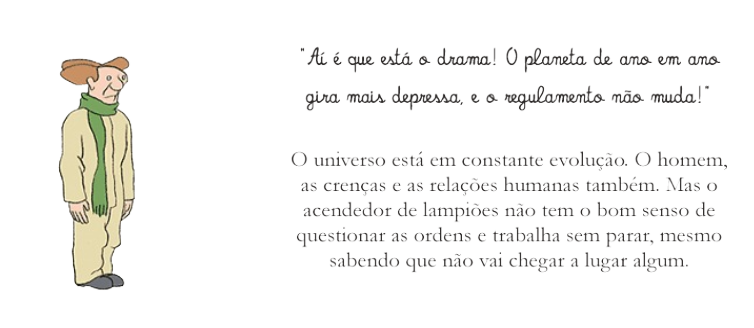 "Aí é que está o drama! O planeta de ano em ano
gira mais depressa, e o regulamento não muda!"
O universo está em constante evolução. O homem,
as crenças e as relações humanas também. Mas o
acendedor de lampiões não tem o bom senso de
questionar as ordens e trabalha sem parar, mesmo
sabendo que não vai chegar a lugar algum.